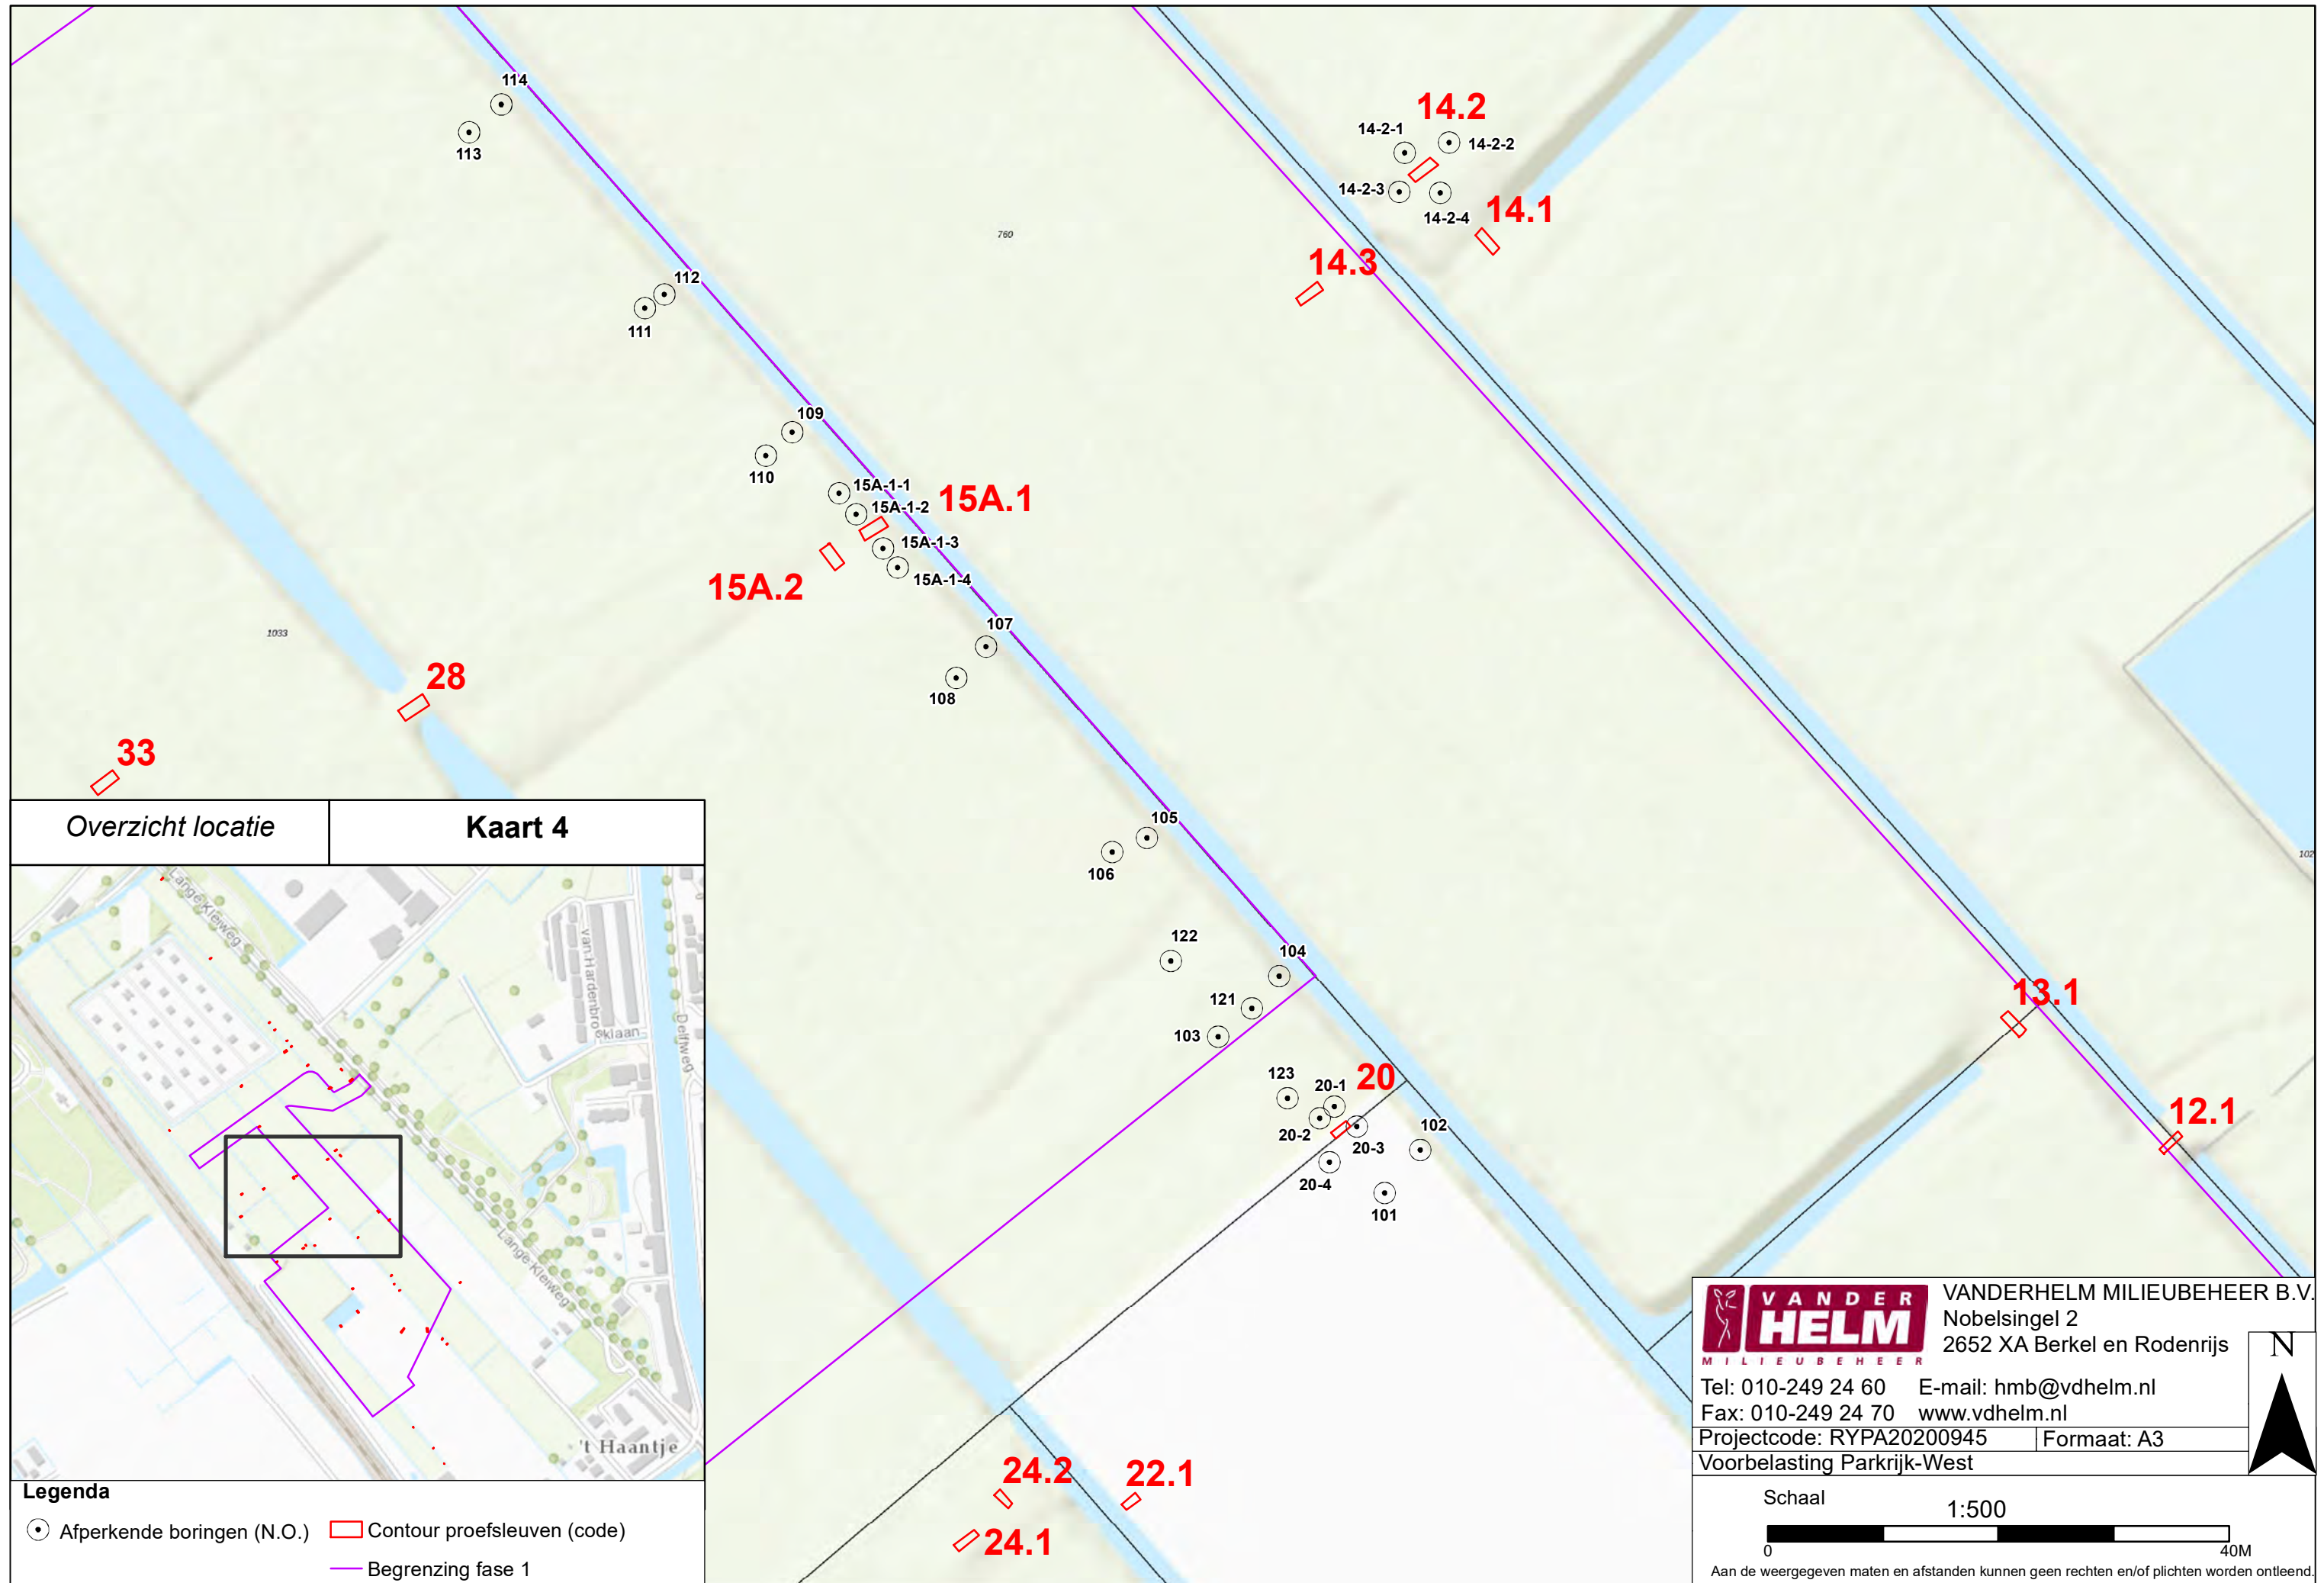 114
113
14.2
14-2-1
14-2-2
14-2-3
14-2-4
14.1
760
14.3
112
111
109
110
15A-1-1
15A.1
15A-1-2
15A-1-3
15A-1-4
15A.2
107
1033
28
108
33
105
106
102
Overzicht locatie
Kaart 4
122
104
121
103
13.1
123
20-1
20
20-2
20-3
102
12.1
20-4
101
Lange Kleiweg
van Hardenbroeklaan
Delftweg
Lange Kleiweg
't Haantje
24.2
22.1
24.1
Legenda
Afperkende boringen (N.O.)
Contour proefsleuven (code)
Begrenzing fase 1
VANDER
HELM
MILIEUBEHEER
VANDERHELM MILIEUBEHEER B.V.
Nobelsingel 2
2652 XA Berkel en Rodenrijs
N
Tel: 010-249 24 60 E-mail: hmb@vdhelm.nl
Fax: 010-249 24 70 www.vdhelm.nl
Projectcode: RYPA20200945 Formaat: A3
Voorbelasting Parkrijk-West
Schaal
1:500
0 40M
Aan de weergegeven maten en afstanden kunnen geen rechten en/of plichten worden ontleend.